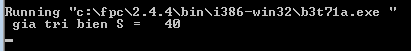 Running "c:\fpc\2.4.4\bin\i386-win32\b3t71a.exe "
gia tri bien S =   40